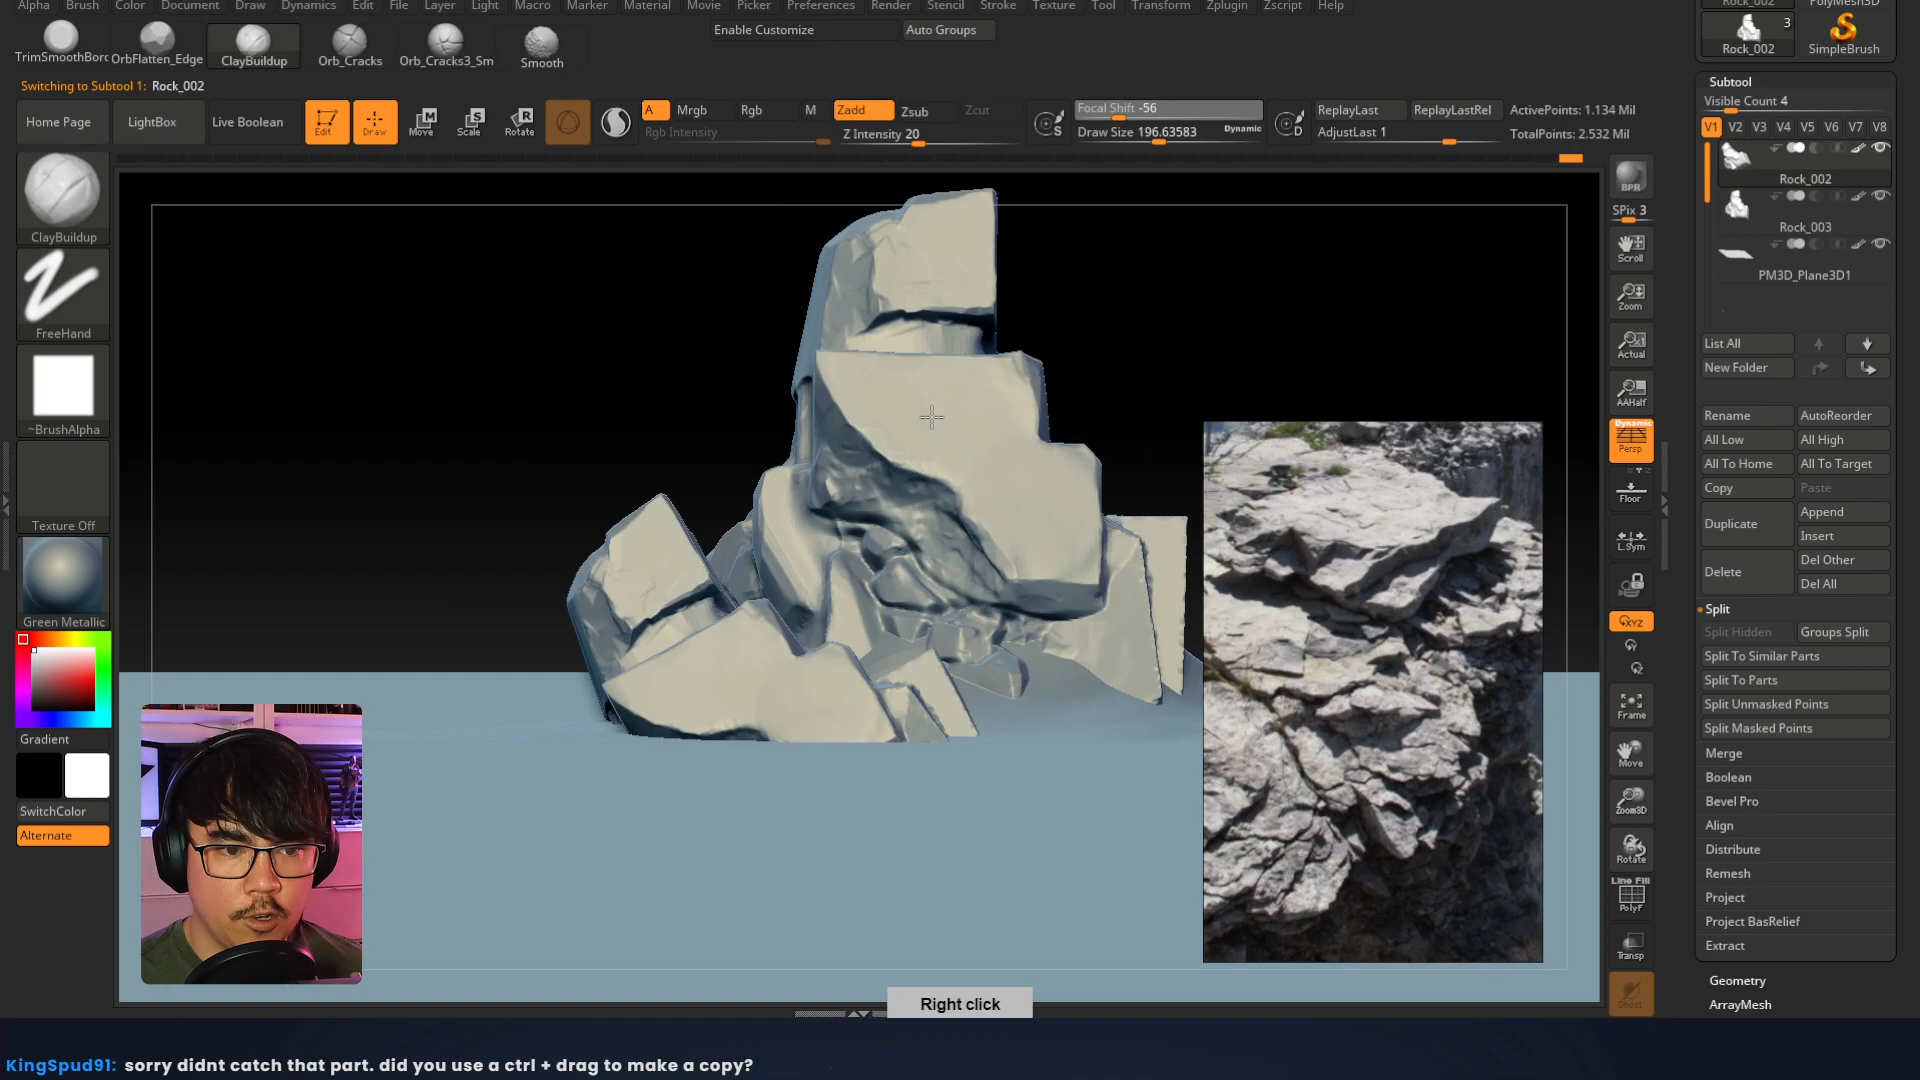 Alpha Brush Color Document Draw Dynamics Edit File Layer Light Macro Marker Material Movie Picker Preferences Render Stencil Stroke Texture Tool Transform Zplugin Zscript Help
Rock_002 PolyMesh3D
TrimSmoothBorc OrbFlatten_Edge ClayBuildup Orb_Cracks Orb_Cracks3_Sm Smooth
Enable Customize Auto Groups
3
Rock_002 SimpleBrush
Switching to Subtool 1: Rock_002
Home Page LightBox Live Boolean
Edit Draw Move Scale Rotate
A Mrgb Rgb M
Rgb Intensity
Zadd Zsub Zcut
Z Intensity 20
S
Focal Shift -56
Draw Size 196.63583 Dynamic
D
ReplayLast ReplayLastRel
AdjustLast 1
ActivePoints: 1.134 Mil
TotalPoints: 2.532 Mil
ClayBuildup
FreeHand
~BrushAlpha
Texture Off
Green Metallic
Gradient
SwitchColor
Alternate
BPR
SPix 3
Scroll
Zoom
Actual
AAHalf
Dynamic
Persp
Floor
L.Sym
XYZ
Frame
Move
Zoom3D
Rotate
Line Fill
PolyF
Transp
Ghost
Subtool
Visible Count 4
V1 V2 V3 V4 V5 V6 V7 V8
Rock_002
Rock_003
PM3D_Plane3D1
List All
New Folder
Rename AutoReorder
All Low All High
All To Home All To Target
Copy Paste
Duplicate Append
Insert
Delete Del Other
Del All
Split
Split Hidden Groups Split
Split To Similar Parts
Split To Parts
Split Unmasked Points
Split Masked Points
Merge
Boolean
Bevel Pro
Align
Distribute
Remesh
Project
Project BasRelief
Extract
Geometry
ArrayMesh
Right click
KingSpud91: sorry didnt catch that part. did you use a ctrl + drag to make a copy?